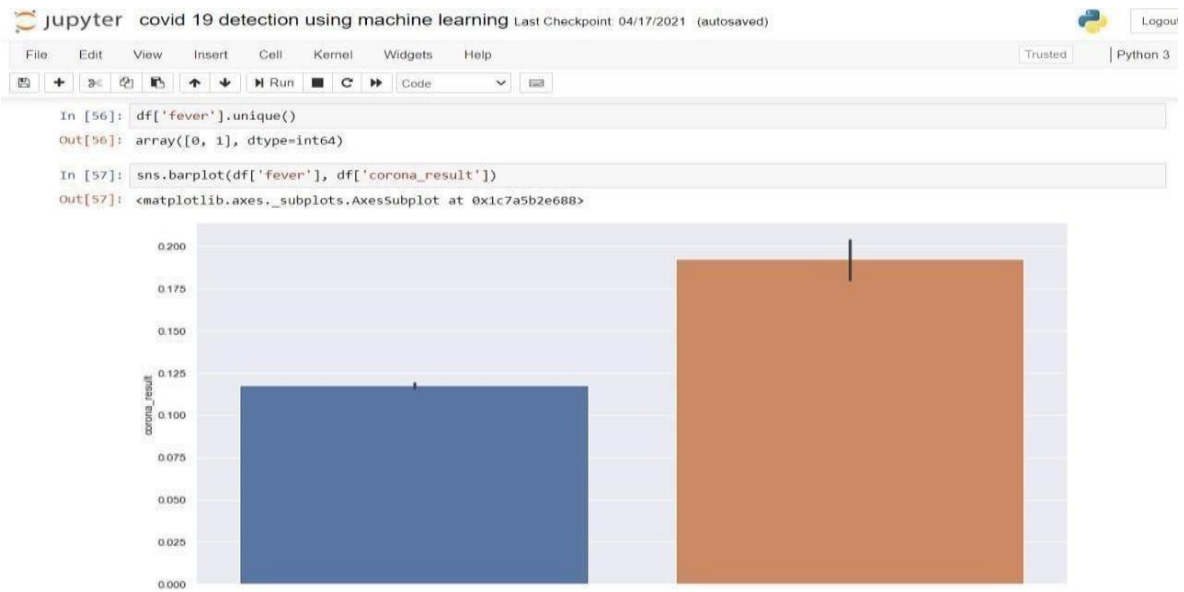 jupyter covid 19 detection using machine learning Last Checkpoint: 04/17/2021 (autosaved)
Logout
File Edit View Insert Cell Kernel Widgets Help
Trusted | Python 3
Run Code
In [56]: df['fever'].unique()
Out[56]: array([0, 1], dtype=int64)
In [57]: sns.barplot(df['fever'], df['corona_result'])
Out[57]: <matplotlib.axes._subplots.AxesSubplot at 0x1c7a5b2e688>
0.200
0.175
0.150
0.125
corona_result
0.100
0.075
0.050
0.025
0.000